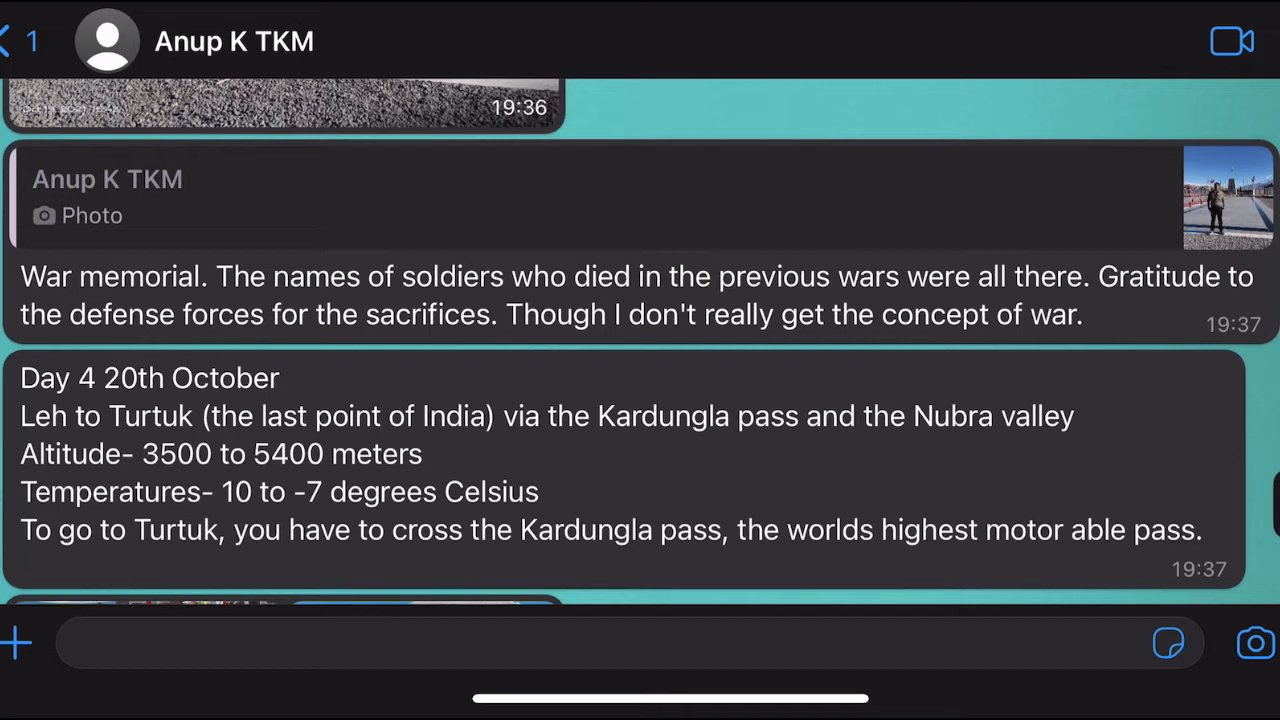 1
Anup K TKM
19:36
Anup K TKM
Photo
War memorial. The names of soldiers who died in the previous wars were all there. Gratitude to
the defense forces for the sacrifices. Though I don't really get the concept of war.
19:37
Day 4 20th October
Leh to Turtuk (the last point of India) via the Kardungla pass and the Nubra valley
Altitude- 3500 to 5400 meters
Temperatures- 10 to -7 degrees Celsius
To go to Turtuk, you have to cross the Kardungla pass, the worlds highest motor able pass.
19:37